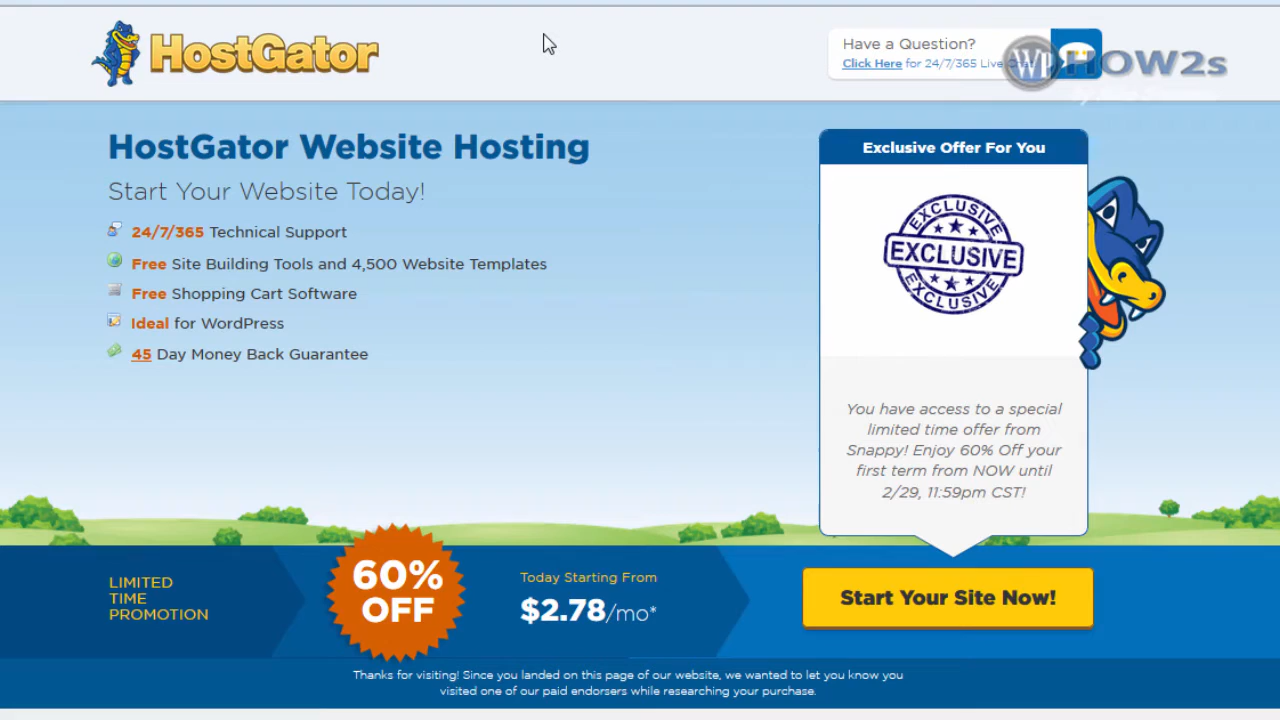 HostGator
Have a Question?
Click Here for 24/7/365 Live Chat
WP HOW2s
HostGator Website Hosting
Start Your Website Today!
24/7/365 Technical Support
Free Site Building Tools and 4,500 Website Templates
Free Shopping Cart Software
Ideal for WordPress
45 Day Money Back Guarantee
Exclusive Offer For You
EXCLUSIVE
EXCLUSIVE
EXCLUSIVE
You have access to a special
limited time offer from
Snappy! Enjoy 60% Off your
first term from NOW until
2/29, 11:59pm CST!
LIMITED
TIME
PROMOTION
60%
OFF
Today Starting From
$2.78/mo*
Start Your Site Now!
Thanks for visiting! Since you landed on this page of our website, we wanted to let you know you
visited one of our paid endorsers while researching your purchase.